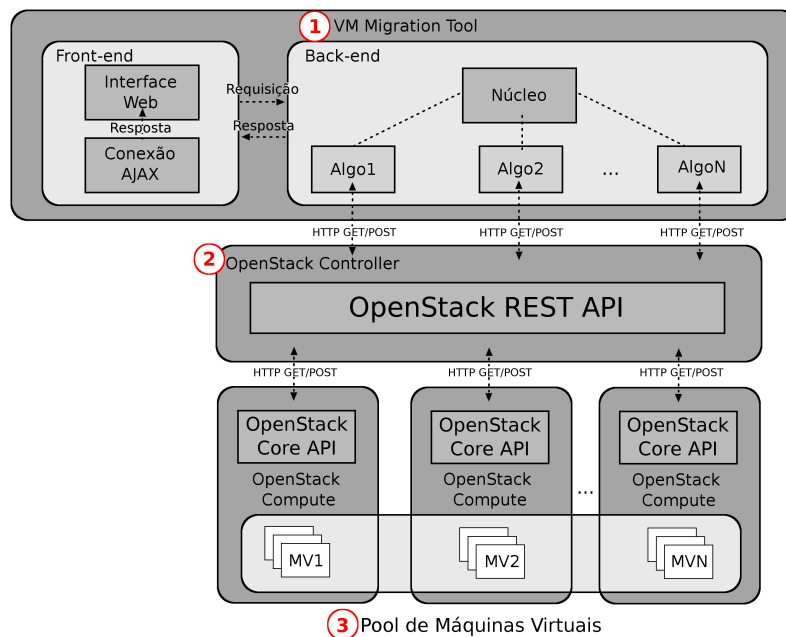 1 VM Migration Tool
Front-end
Interface
Web
Resposta
Conexão
AJAX
Requisição
Resposta
Back-end
Núcleo
Algo1
Algo2
...
AlgoN
HTTP GET/POST
HTTP GET/POST
HTTP GET/POST
2
OpenStack Controller
OpenStack REST API
HTTP GET/POST
HTTP GET/POST
HTTP GET/POST
OpenStack
Core API
OpenStack
Compute
OpenStack
Core API
OpenStack
Compute
...
OpenStack
Core API
OpenStack
Compute
MV1
MV2
MVN
3 Pool de Máquinas Virtuais